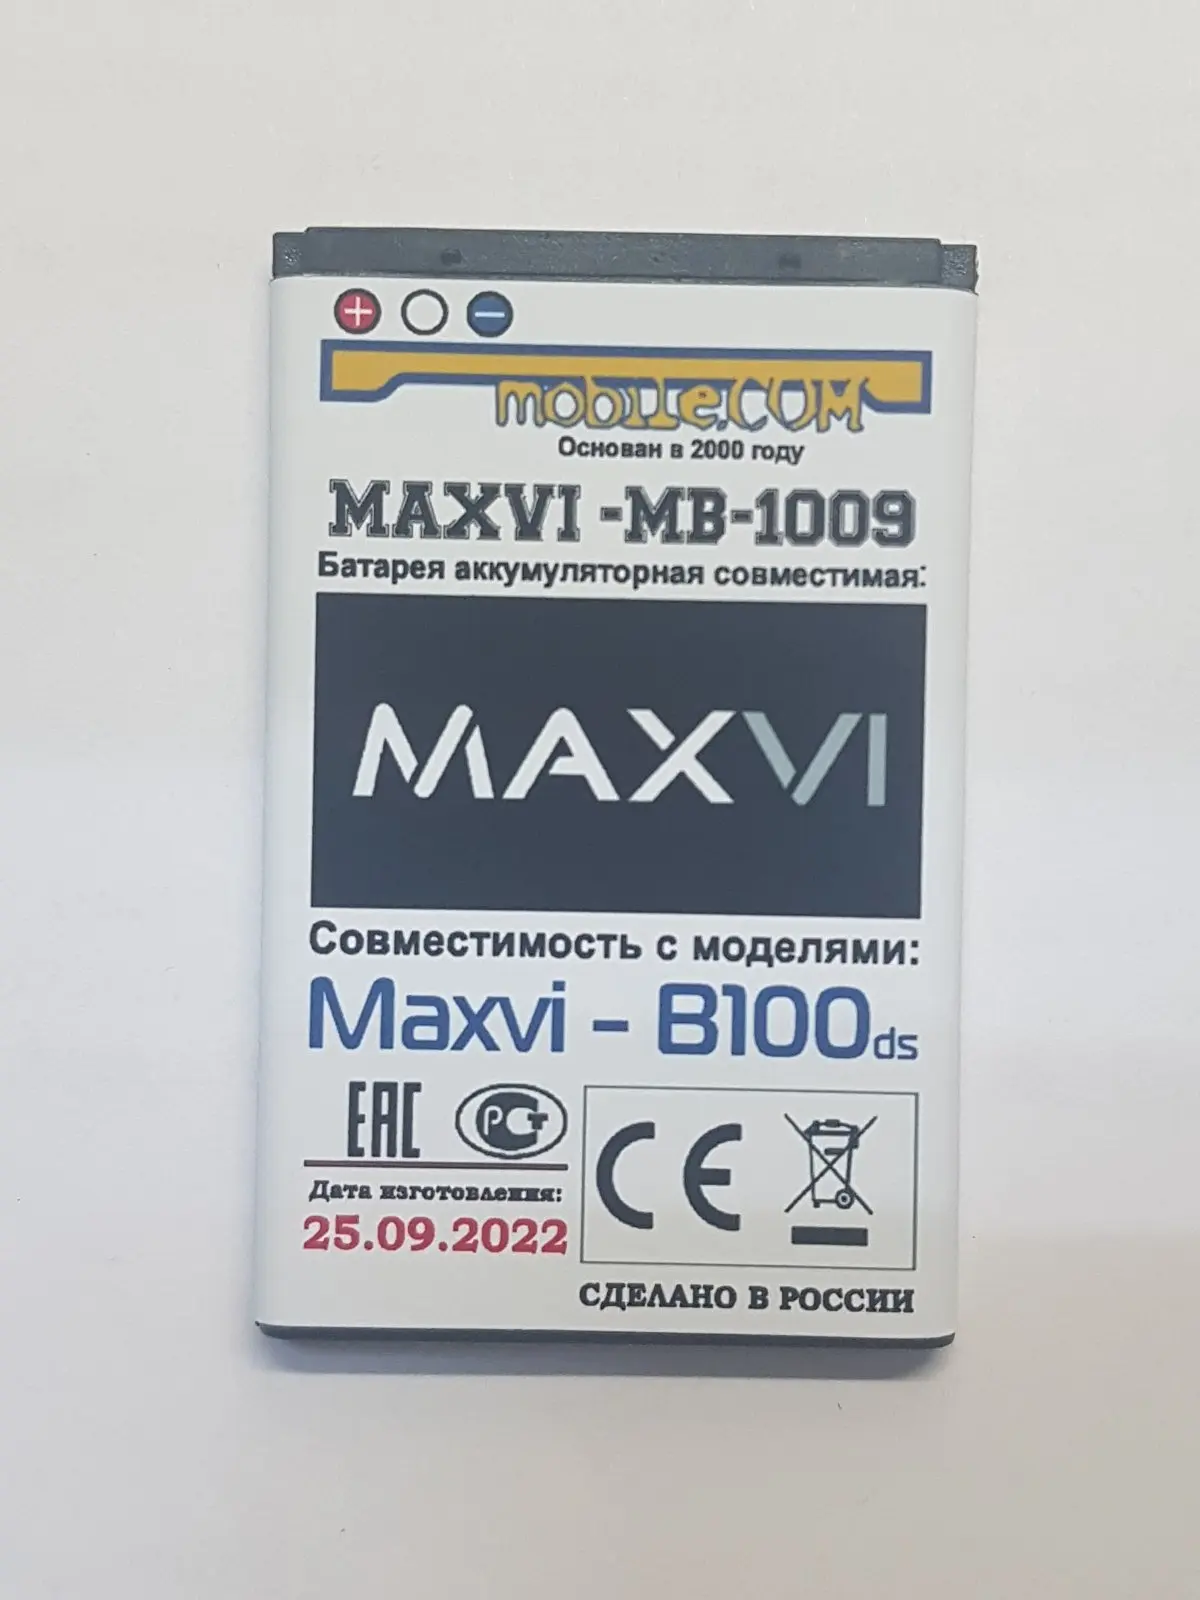 mobile.COM
Основан в 2000 году
MAXVI -MB-1009
Батарея аккумуляторная совместимая:
MAXVI
Совместимость с моделями:
Maxvi - B100ds
EAC РСТ CE
Дата изготовления:
25.09.2022
СДЕЛАНО В РОССИИ